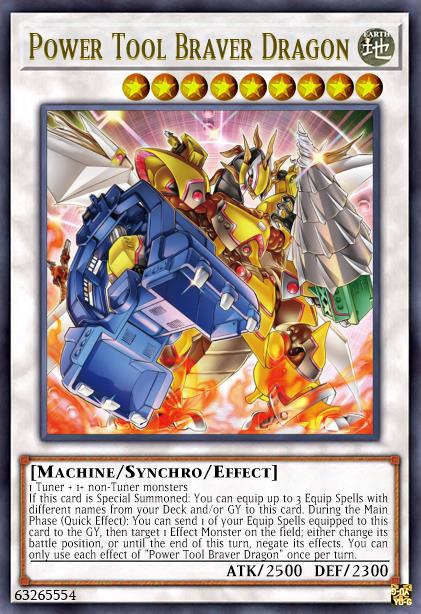 POWER TOOL BRAVER DRAGON
EARTH
地
[MACHINE/SYNCHRO/EFFECT]
1 Tuner + 1+ non-Tuner monsters
If this card is Special Summoned: You can equip up to 3 Equip Spells with
different names from your Deck and/or GY to this card. During the Main
Phase (Quick Effect): You can send 1 of your Equip Spells equipped to this
card to the GY, then target 1 Effect Monster on the field; either change its
battle position, or until the end of this turn, negate its effects. You can
only use each effect of "Power Tool Braver Dragon" once per turn.
ATK/2500 DEF/2300
63265554